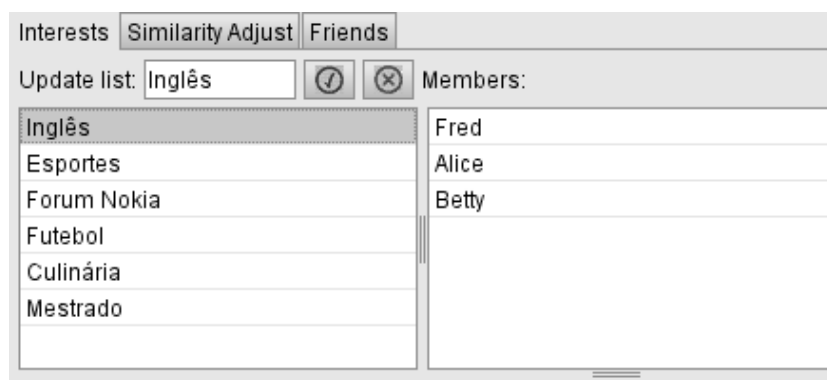 Interests Similarity Adjust Friends
Update list: Inglês Members:
Inglês
Esportes
Forum Nokia
Futebol
Culinária
Mestrado
Fred
Alice
Betty